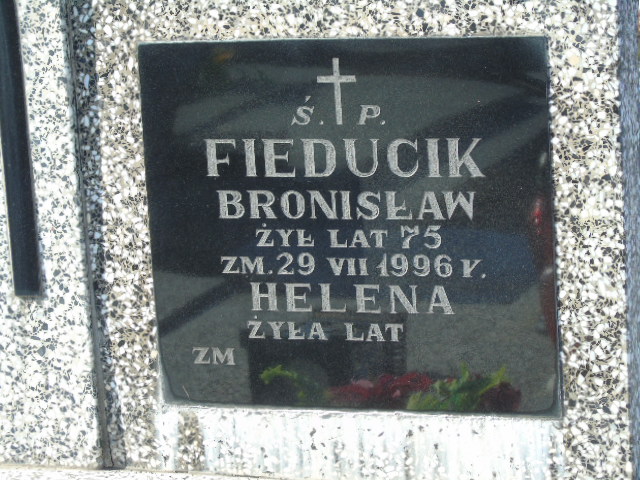 Ś. P.
FIEDUCIK
BRONISŁAW
ŻYŁ LAT 75
ZM. 29 VII 1996 r.
HELENA
ŻYŁA LAT
ZM